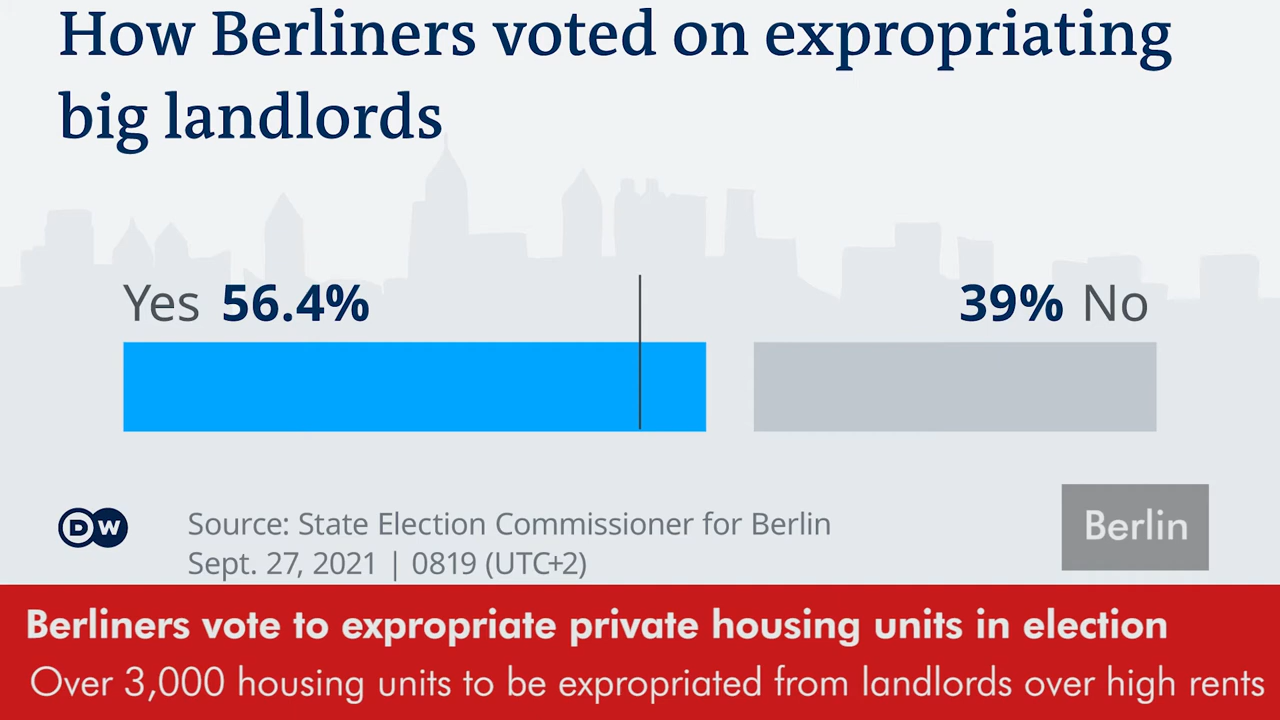 How Berliners voted on expropriating
big landlords
Yes 56.4%
39% No
DW
Source: State Election Commissioner for Berlin
Sept. 27, 2021 | 0819 (UTC+2)
Berlin
Berliners vote to expropriate private housing units in election
Over 3,000 housing units to be expropriated from landlords over high rents